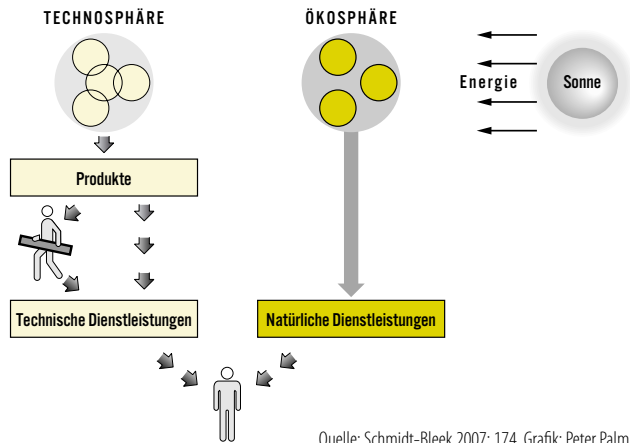 TECHNOSPHÄRE
ÖKOSPHÄRE
Energie
Sonne
Produkte
Technische Dienstleistungen
Natürliche Dienstleistungen
Quelle: Schmidt-Bleek 2007: 174, Grafik: Peter Palm